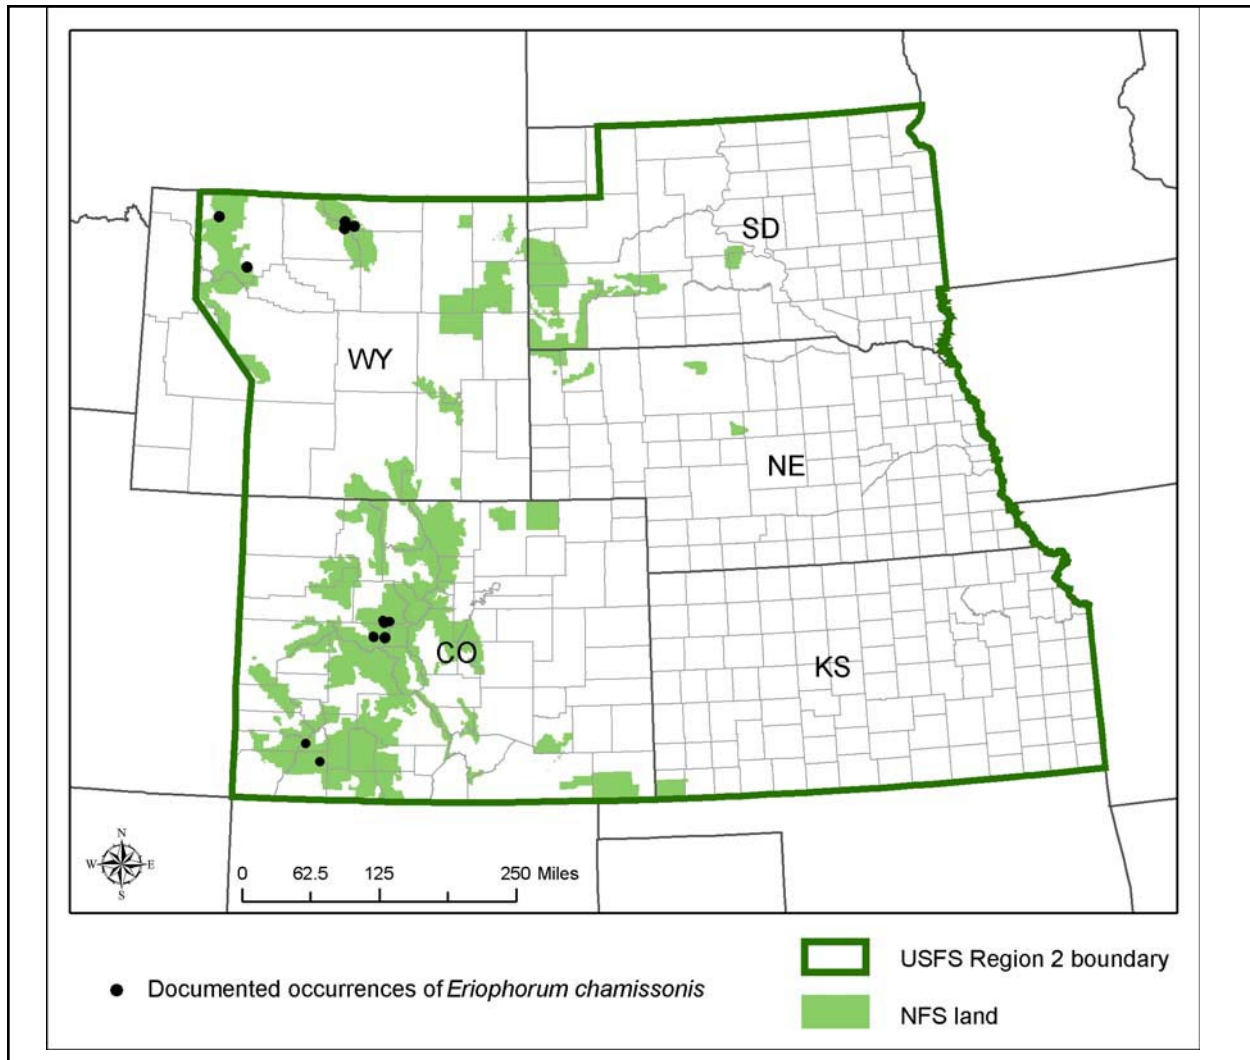 SD
WY
NE
CO
KS
N
W E
S
0 62.5 125 250 Miles
USFS Region 2 boundary
Documented occurrences of Eriophorum chamissonis
NFS land